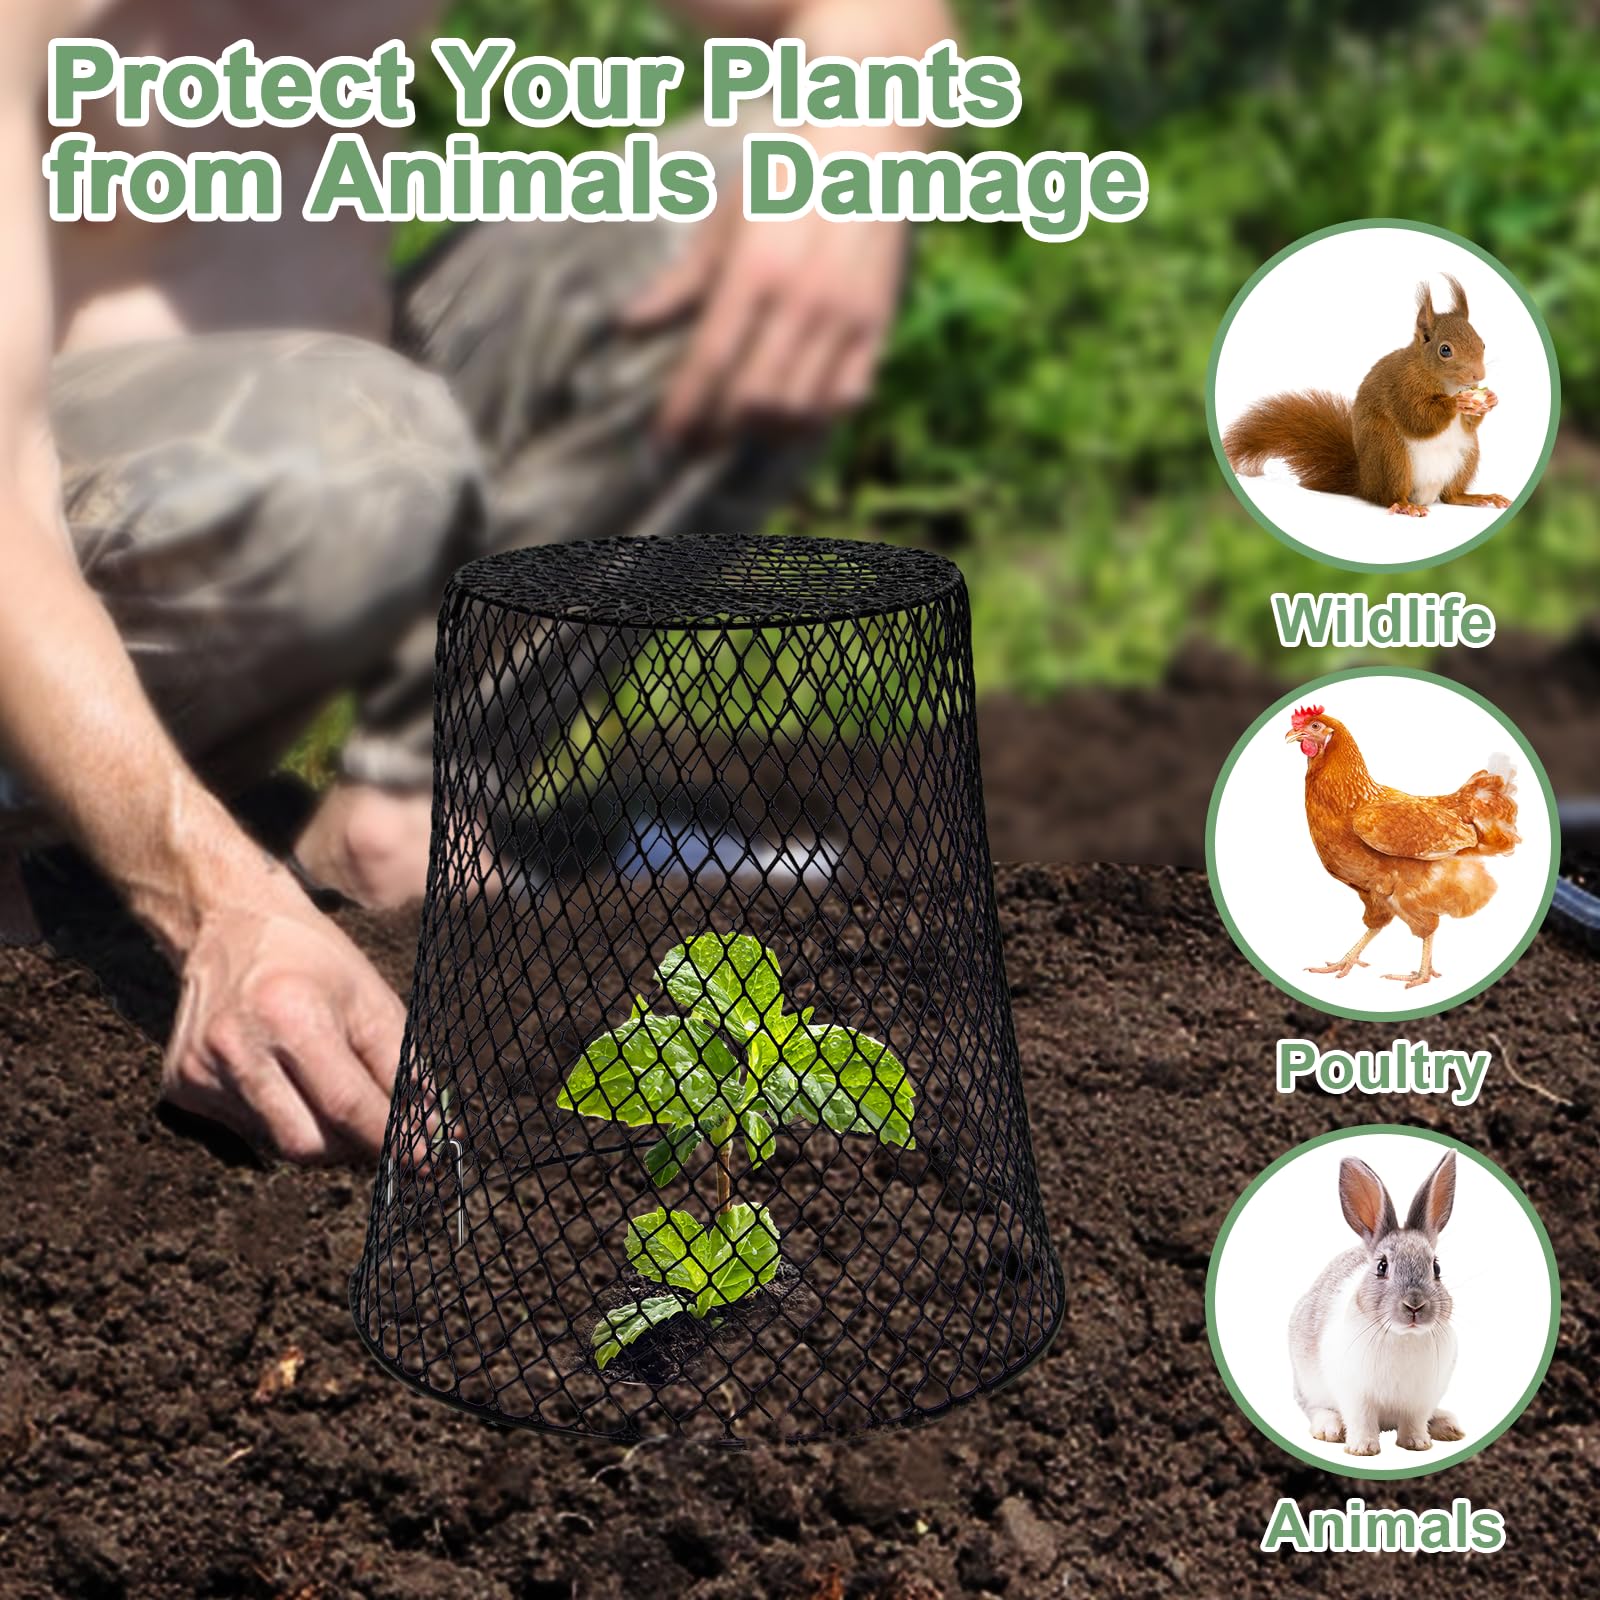 Protect Your Plants
from Animals Damage
Wildlife
Poultry
Animals